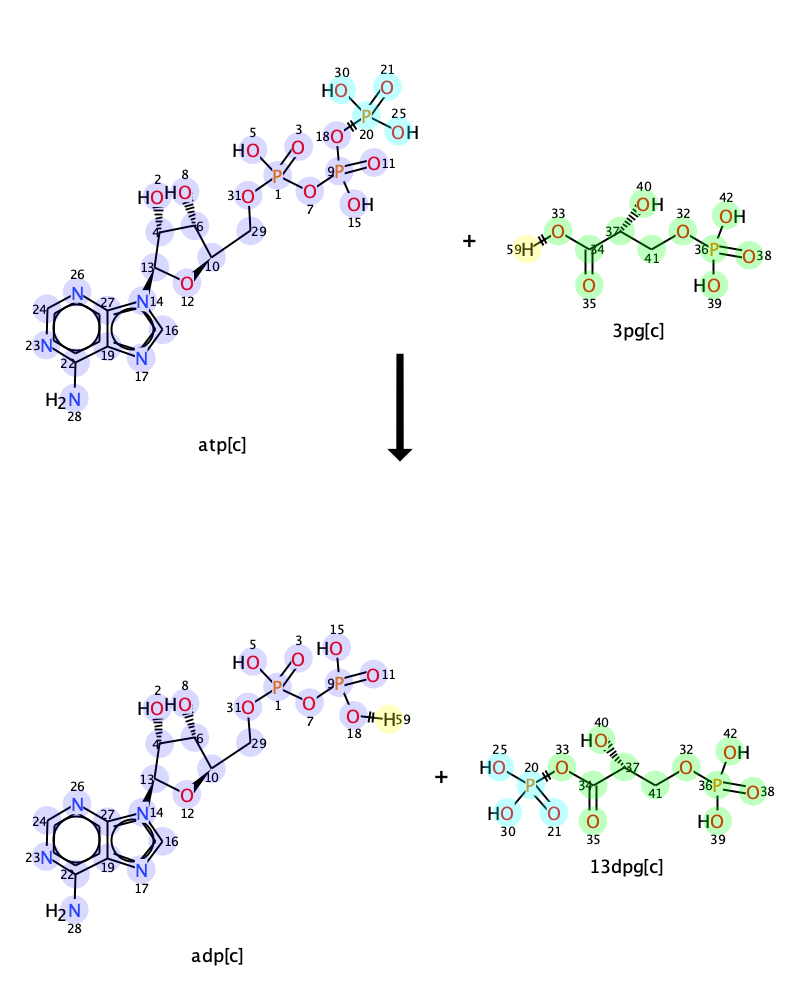 30 21
HO O
5 3 25
HO O 18 O P OH
20
2 8 9 O 11
HO HO 31 P P
O 1 O OH
4 6 7 15
29
13 10
26 O
N 12
24 27 N 14
16
23 N 19 N
22 17
H2N
28
atp[c]
+
40
33 OH 32 42
59 H O 37 O OH
34 36 P O 38
41
O HO
35 39
3pg[c]
15
5 3 HO
HO O 9 P O 11
2 8 31 P
HO HO O 1 O O H 59
4 6 7 18
29
13 10
26 O
N 12
24 27 N 14
16
23 N 19 N
22 17
H2N
28
adp[c]
+
40
25 33 HO 32 42
HO 20 O 37 O OH
P 34 36 P O 38
HO O 41
30 21 O HO
35 39
13dpg[c]